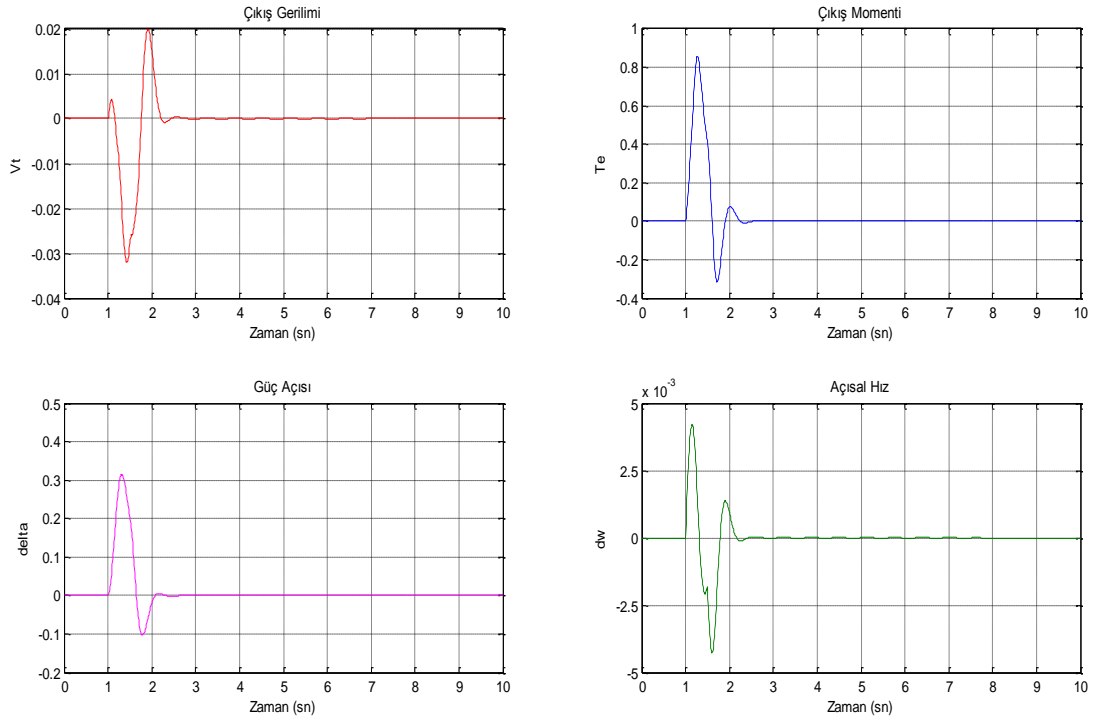 Çıkış Gerilimi
0.02
0.01
0
-0.01
-0.02
-0.03
-0.04
Vt
0 1 2 3 4 5 6 7 8 9 10
Zaman (sn)
Çıkış Momenti
1
0.8
0.6
0.4
0.2
0
-0.2
-0.4
Te
0 1 2 3 4 5 6 7 8 9 10
Zaman (sn)
Güç Açısı
0.5
0.4
0.3
0.2
0.1
0
-0.1
-0.2
delta
0 1 2 3 4 5 6 7 8 9 10
Zaman (sn)
Açısal Hız
x 10^-3
5
2.5
0
-2.5
-5
dw
0 1 2 3 4 5 6 7 8 9 10
Zaman (sn)